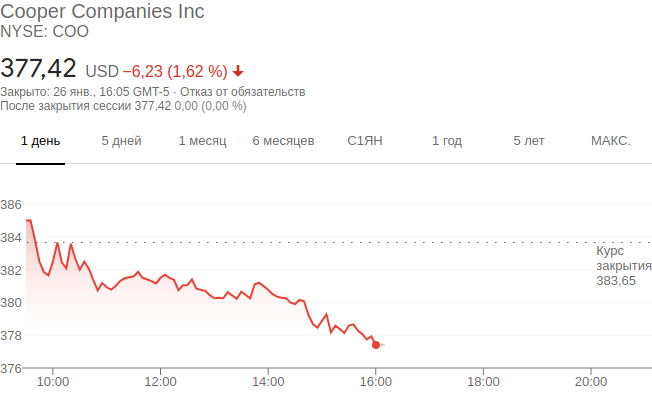 Cooper Companies Inc
NYSE: COO
377,42 USD −6,23 (1,62 %)
Закрыто: 26 янв., 16:05 GMT-5 · Отказ от обязательств
После закрытия сессии 377,42 0,00 (0,00 %)
1 день 5 дней 1 месяц 6 месяцев С1ЯН 1 год 5 лет МАКС.
386
384
Курс
закрытия
383,65
382
380
378
376
10:00 12:00 14:00 16:00 18:00 20:00